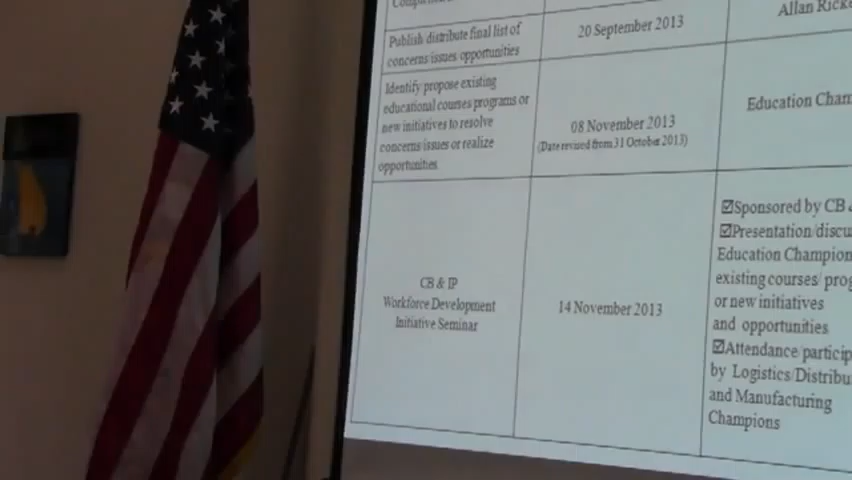 Allan Ricke
Publish distribute final list of
concerns/issues opportunities
20 September 2013
Identify propose existing
educational courses programs or
new initiatives to resolve
concerns/issues or realize
opportunities.
08 November 2013
(Date revised from 31 October 2013)
Education Cham
CB & IP
Workforce Development
Initiative Seminar
14 November 2013
☑Sponsored by CB &
☑Presentation/discu
Education Champion
existing courses/ prog
or new initiatives
and opportunities
☑Attendance/particip
by Logistics/Distribu
and Manufacturing
Champions